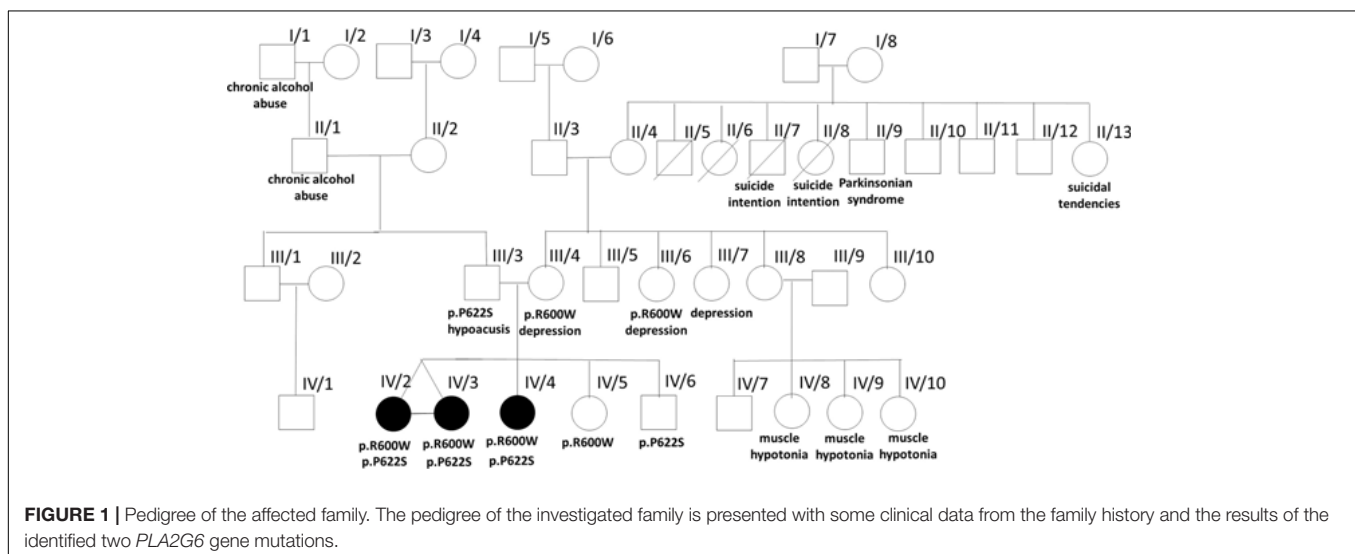 I/1 I/2 I/3 I/4 I/5 I/6 I/7 I/8
chronic alcohol
abuse
II/1 II/2 II/3 II/4 II/5 II/6 II/7 II/8 II/9 II/10 II/11 II/12 II/13
chronic alcohol
abuse
suicide
intention
suicide
intention
Parkinsonian
syndrome
suicidal
tendencies
III/1 III/2 III/3 III/4 III/5 III/6 III/7 III/8 III/9 III/10
p.P622S
hypoacusis
p.R600W
depression
p.R600W
depression
depression
IV/1 IV/2 IV/3 IV/4 IV/5 IV/6 IV/7 IV/8 IV/9 IV/10
p.R600W
p.P622S
p.R600W
p.P622S
p.R600W
p.P622S
p.R600W
p.P622S
muscle
hypotonia
muscle
hypotonia
muscle
hypotonia
FIGURE 1 | Pedigree of the affected family. The pedigree of the investigated family is presented with some clinical data from the family history and the results of the
identified two PLA2G6 gene mutations.